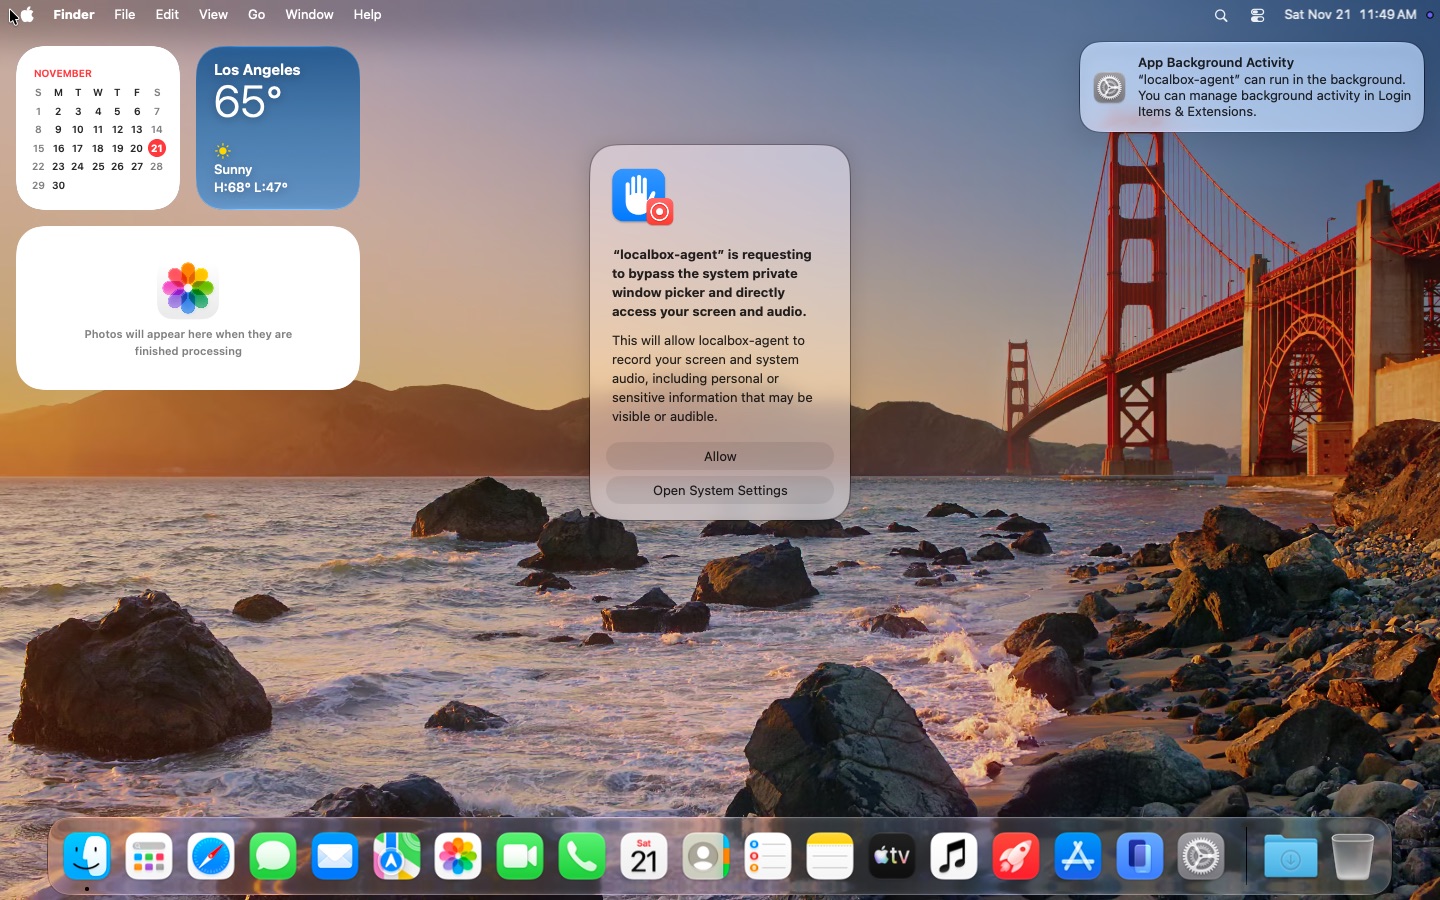 Finder File Edit View Go Window Help
Sat Nov 21 11:49 AM
NOVEMBER
S M T W T F S
1 2 3 4 5 6 7
8 9 10 11 12 13 14
15 16 17 18 19 20 21
22 23 24 25 26 27 28
29 30
Los Angeles
65°
Sunny
H:68° L:47°
Photos will appear here when they are
finished processing
App Background Activity
“localbox-agent” can run in the background.
You can manage background activity in Login
Items & Extensions.
“localbox-agent” is requesting
to bypass the system private
window picker and directly
access your screen and audio.
This will allow localbox-agent to
record your screen and system
audio, including personal or
sensitive information that may be
visible or audible.
Allow
Open System Settings
Sat
21
tv